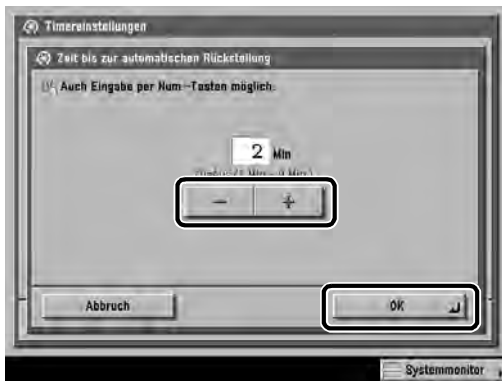 Timereinstellungen
Zeit bis zur automatischen Rückstellung
Auch Eingabe per Num.-Tasten möglich.
2 Min
- +
Abbruch OK
Systemmonitor